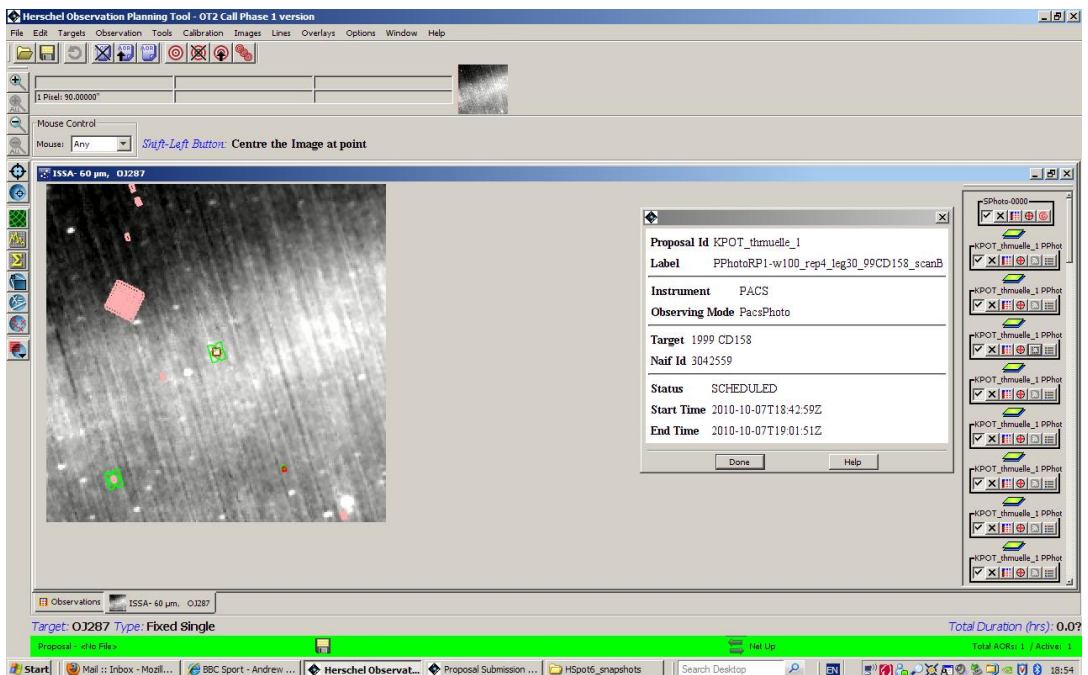 Herschel Observation Planning Tool - OT2 Call Phase 1 version
File Edit Targets Observation Tools Calibration Images Lines Overlays Options Window Help
1 Pixel: 90.00000"
Mouse Control
Mouse: Any Shift-Left Button: Centre the Image at point
ISSA- 60 µm, OJ287
SPhoto-0000
Proposal Id KPOT_thmuelle_1
Label PPhotoRP1-w100_rep4_leg30_99CD158_scanB
Instrument PACS
Observing Mode PacsPhoto
Target 1999 CD158
Naif Id 3042559
Status SCHEDULED
Start Time 2010-10-07T18:42:59Z
End Time 2010-10-07T19:01:51Z
Done Help
KPOT_thmuelle_1 PPhot
KPOT_thmuelle_1 PPhot
KPOT_thmuelle_1 PPhot
KPOT_thmuelle_1 PPhot
KPOT_thmuelle_1 PPhot
KPOT_thmuelle_1 PPhot
KPOT_thmuelle_1 PPhot
KPOT_thmuelle_1 PPhot
Observations ISSA- 60 µm, OJ287
Target: OJ287 Type: Fixed Single Total Duration (hrs): 0.0?
Proposal - <No File> Net Up Total AORs: 1 / Active: 1
Start Mail :: Inbox - Mozil... BBC Sport - Andrew ... Herschel Observat... Proposal Submission ... HSpot6_snapshots Search Desktop EN 18:54